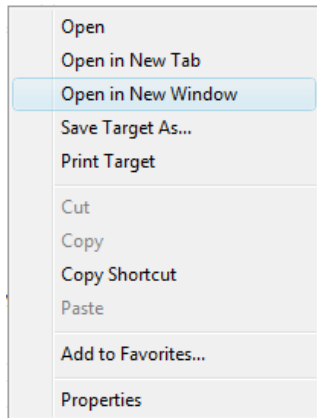 Open
Open in New Tab
Open in New Window
Save Target As...
Print Target
Cut
Copy
Copy Shortcut
Paste
Add to Favorites...
Properties